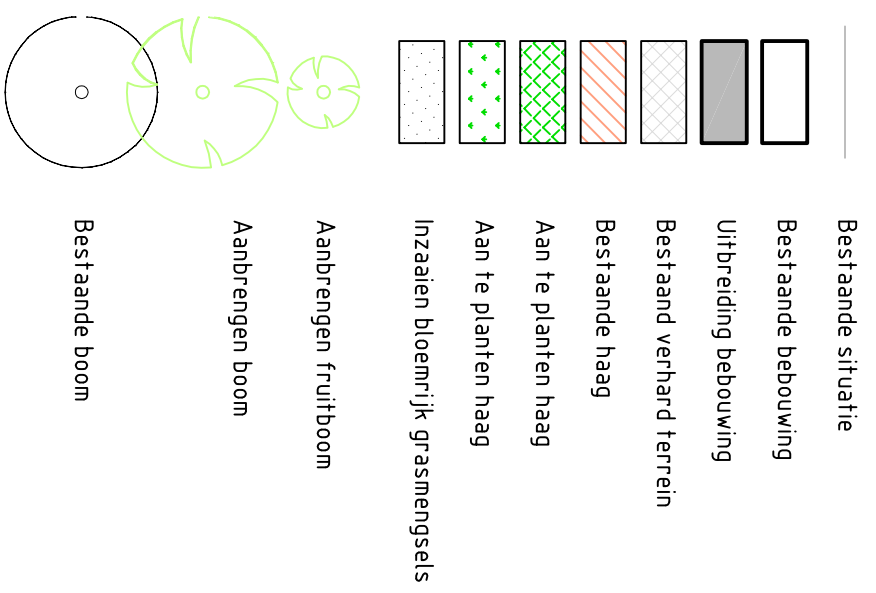 Bestaande situatie
Bestaande bebouwing
Uitbreiding bebouwing
Bestaand verhard terrein
Bestaande haag
Aan te planten haag
Aan te planten haag
Inzaaien bloemrijk grasmengsels
Aanbrengen fruitboom
Aanbrengen boom
Bestaande boom